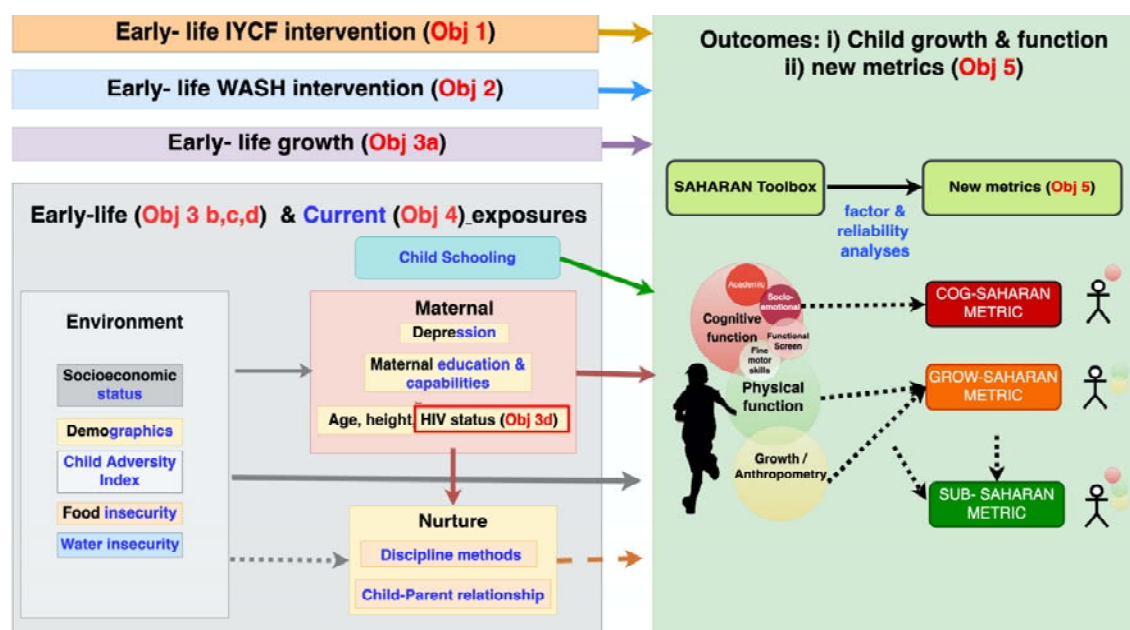 Early- life IYCF intervention (Obj 1)
Early- life WASH intervention (Obj 2)
Early- life growth (Obj 3a)
Early-life (Obj 3 b,c,d) & Current (Obj 4)_exposures
Child Schooling
Environment
Socioeconomic
status
Demographics
Child Adversity
Index
Food insecurity
Water insecurity
Maternal
Depression
Maternal education &
capabilities
Age, height, HIV status (Obj 3d)
Nurture
Discipline methods
Child-Parent relationship
Outcomes: i) Child growth & function
ii) new metrics (Obj 5)
SAHARAN Toolbox
New metrics (Obj 5)
factor &
reliability
analyses
Academic
Socio-
emotional
Cognitive
function
Functional
Screen
Fine
motor
skills
Physical
function
Growth /
Anthropometry
COG-SAHARAN
METRIC
GROW-SAHARAN
METRIC
SUB- SAHARAN
METRIC